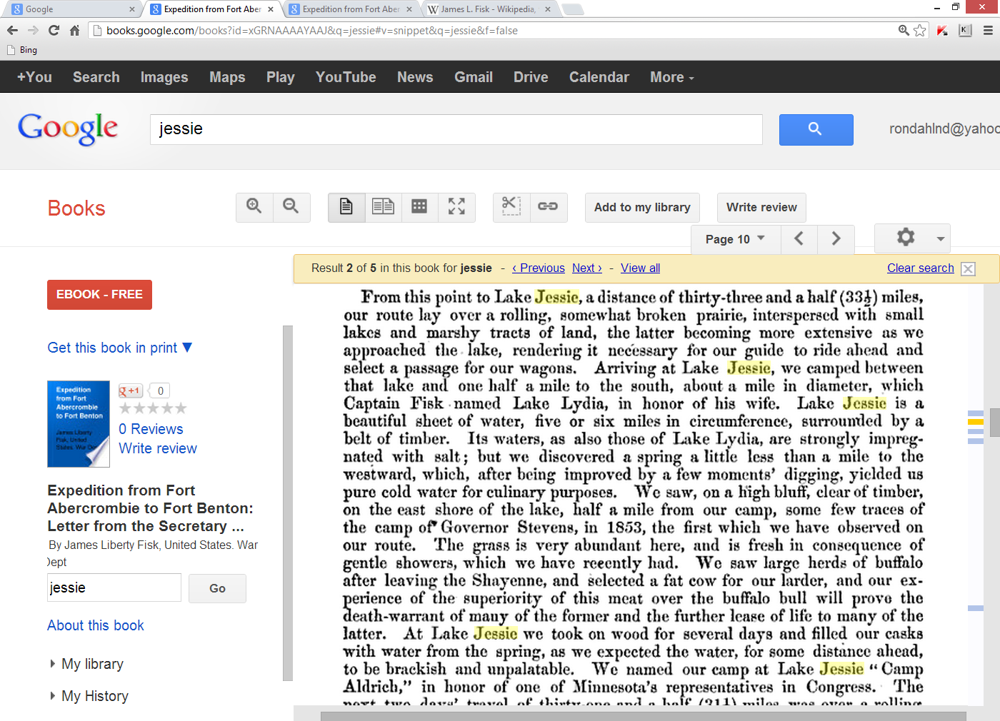 Google
Expedition from Fort Aber
Expedition from Fort Aber
James L. Fisk - Wikipedia,
books.google.com/books?id=xGRNAAAAYAAJ&q=jessie#v=snippet&q=jessie&f=false
Bing
+You Search Images Maps Play YouTube News Gmail Drive Calendar More
Google
jessie
rondahlnd@yahoo
Books
Add to my library
Write review
Page 10
Result 2 of 5 in this book for jessie - ‹ Previous Next › - View all
Clear search
EBOOK - FREE
Get this book in print ▼
Expedition
from Fort
Abercrombie
to Fort Benton
James Liberty
Fisk, United
States. War De
g +1 0
0 Reviews
Write review
Expedition from Fort
Abercrombie to Fort Benton:
Letter from the Secretary ...
By James Liberty Fisk, United States. War
Dept
jessie
Go
About this book
My library
My History
From this point to Lake Jessie, a distance of thirty-three and a half (33½) miles,
our route lay over a rolling, somewhat broken prairie, interspersed with small
lakes and marshy tracts of land, the latter becoming more extensive as we
approached the lake, rendering it necessary for our guide to ride ahead and
select a passage for our wagons. Arriving at Lake Jessie, we camped between
that lake and one half a mile to the south, about a mile in diameter, which
Captain Fisk named Lake Lydia, in honor of his wife. Lake Jessie is a
beautiful sheet of water, five or six miles in circumference, surrounded by a
belt of timber. Its waters, as also those of Lake Lydia, are strongly impreg-
nated with salt; but we discovered a spring a little less than a mile to the
westward, which, after being improved by a few moments' digging, yielded us
pure cold water for culinary purposes. We saw, on a high bluff, clear of timber,
on the east shore of the lake, half a mile from our camp, some few traces of
the camp of Governor Stevens, in 1853, the first which we have observed on
our route. The grass is very abundant here, and is fresh in consequence of
gentle showers, which we have recently had. We saw large herds of buffalo
after leaving the Shayenne, and selected a fat cow for our larder, and our ex-
perience of the superiority of this meat over the buffalo bull will prove the
death-warrant of many of the former and the further lease of life to many of the
latter. At Lake Jessie we took on wood for several days and filled our casks
with water from the spring, as we expected the water, for some distance ahead,
to be brackish and unpalatable. We named our camp at Lake Jessie "Camp
Aldrich," in honor of one of Minnesota's representatives in Congress. The
next two days' travel of thirty-one and a half (31½) miles was over a rolling